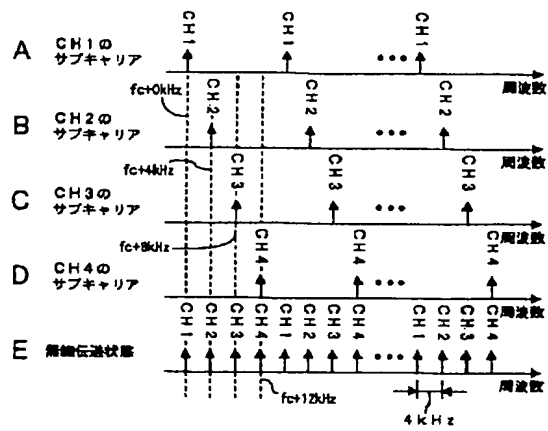 A CH1の
サブキャリア
CH1 CH1 CH1
周波数
fc+0kHz
B CH2の
サブキャリア
CH2 CH2 CH2
周波数
fc+4kHz
C CH3の
サブキャリア
CH3 CH3 CH3
周波数
fc+8kHz
D CH4の
サブキャリア
CH4 CH4 CH4
周波数
E 無線伝送状態
CH1 CH2 CH3 CH4 CH1 CH2 CH3 CH4 CH1 CH2 CH3 CH4
周波数
fc+12kHz
4kHz